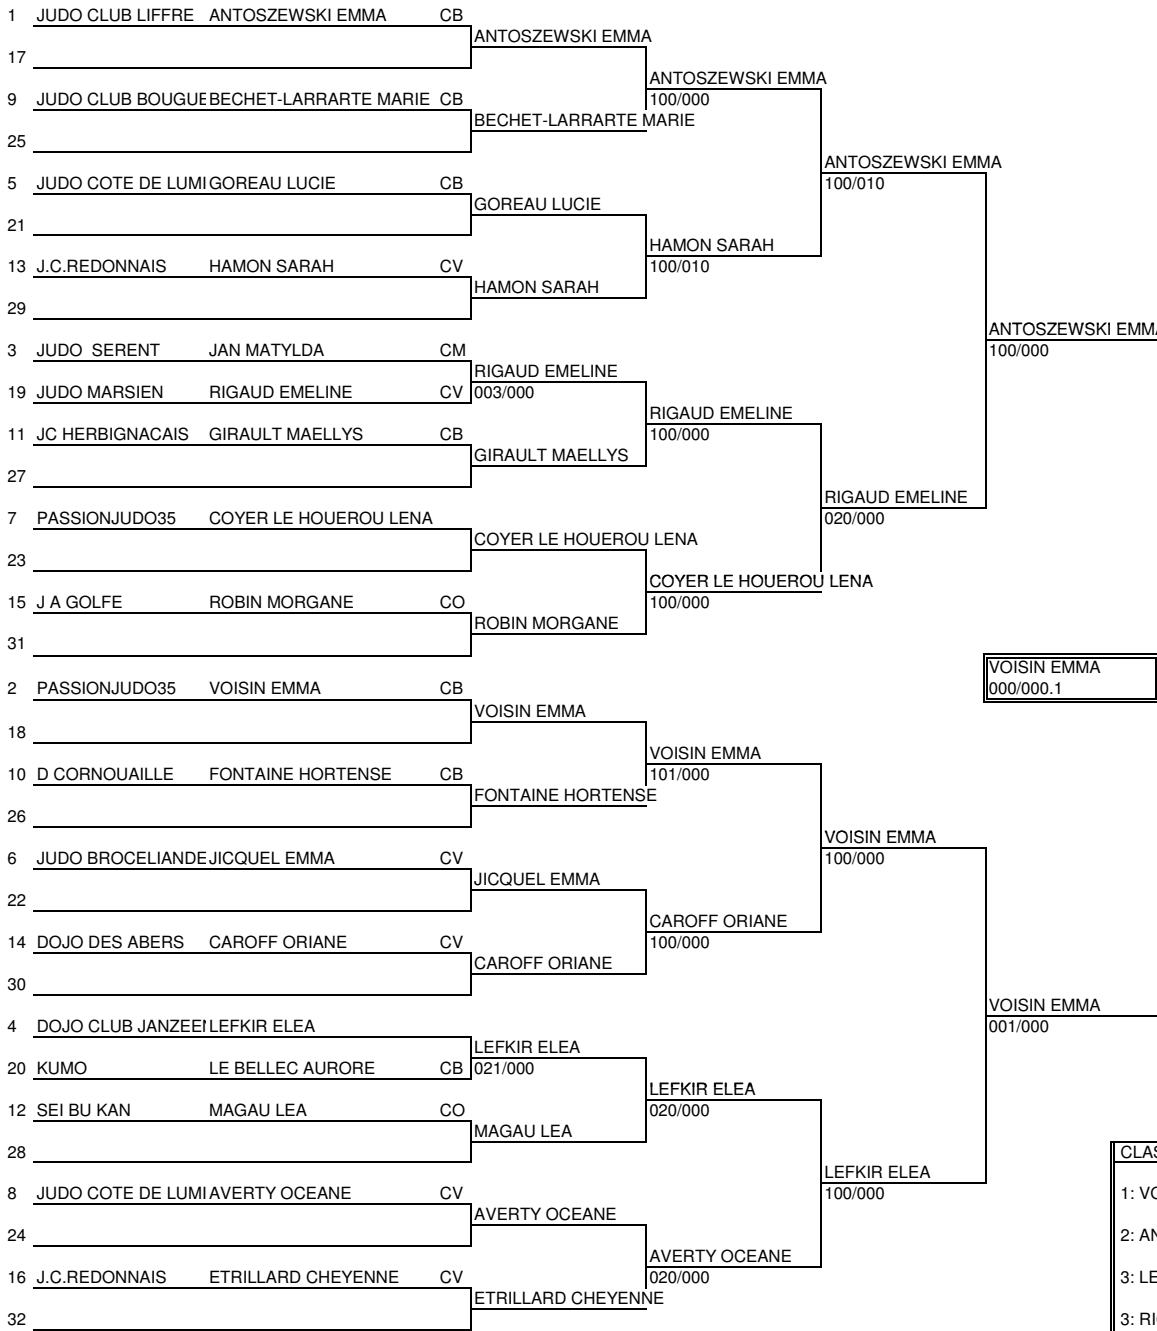 1 JUDO CLUB LIFFRE ANTOSZEWSKI EMMA CB
ANTOSZEWSKI EMMA
17
ANTOSZEWSKI EMMA
9 JUDO CLUB BOUGUE BECHET-LARRARTE MARIE CB
100/000
BECHET-LARRARTE MARIE
25
ANTOSZEWSKI EMMA
5 JUDO COTE DE LUMI GOREAU LUCIE CB
100/010
GOREAU LUCIE
21
HAMON SARAH
13 J.C.REDONNAIS HAMON SARAH CV
100/010
HAMON SARAH
29
ANTOSZEWSKI EMMA
3 JUDO SERENT JAN MATYLDA CM
100/000
RIGAUD EMELINE
19 JUDO MARSIEN RIGAUD EMELINE CV 003/000
RIGAUD EMELINE
11 JC HERBIGNACAIS GIRAULT MAELLYS CB
100/000
GIRAULT MAELLYS
27
RIGAUD EMELINE
7 PASSIONJUDO35 COYER LE HOUEROU LENA
020/000
COYER LE HOUEROU LENA
23
COYER LE HOUEROU LENA
15 J A GOLFE ROBIN MORGANE CO
100/000
ROBIN MORGANE
31
VOISIN EMMA
2 PASSIONJUDO35 VOISIN EMMA CB
000/000.1
VOISIN EMMA
18
VOISIN EMMA
10 D CORNOUAILLE FONTAINE HORTENSE CB
101/000
FONTAINE HORTENSE
26
VOISIN EMMA
6 JUDO BROCELIANDE JICQUEL EMMA CV
100/000
JICQUEL EMMA
22
CAROFF ORIANE
14 DOJO DES ABERS CAROFF ORIANE CV
100/000
CAROFF ORIANE
30
VOISIN EMMA
4 DOJO CLUB JANZEE LEFKIR ELEA
001/000
LEFKIR ELEA
20 KUMO LE BELLEC AURORE CB 021/000
LEFKIR ELEA
12 SEI BU KAN MAGAU LEA CO
020/000
MAGAU LEA
28
CLAS
LEFKIR ELEA
8 JUDO COTE DE LUMI AVERTY OCEANE CV
100/000
1: VO
AVERTY OCEANE
24
2: AN
AVERTY OCEANE
16 J.C.REDONNAIS ETRILLARD CHEYENNE CV
020/000
3: LE
ETRILLARD CHEYENNE
32
3: RI